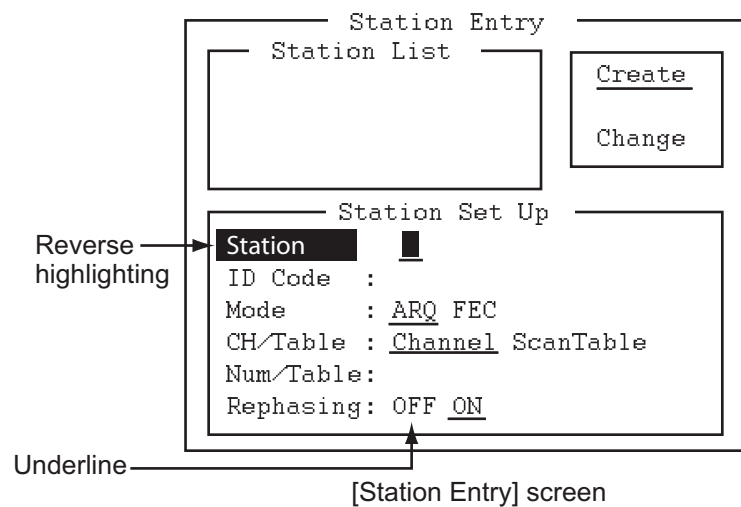 Station Entry
Station List
Create
Change
Station Set Up
Reverse
highlighting
Station
ID Code :
Mode : ARQ FEC
CH/Table : Channel ScanTable
Num/Table:
Rephasing: OFF ON
Underline
[Station Entry] screen